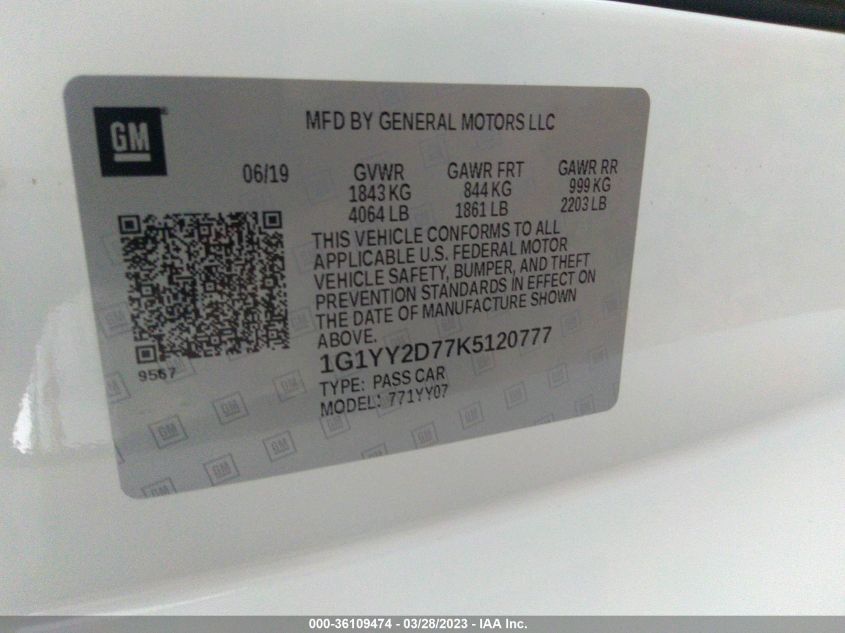 GM
MFD BY GENERAL MOTORS LLC
06/19 GVWR GAWR FRT GAWR RR
1843 KG 844 KG 999 KG
4064 LB 1861 LB 2203 LB
THIS VEHICLE CONFORMS TO ALL
APPLICABLE U.S. FEDERAL MOTOR
VEHICLE SAFETY, BUMPER, AND THEFT
PREVENTION STANDARDS IN EFFECT ON
THE DATE OF MANUFACTURE SHOWN
ABOVE.
9567
1G1YY2D77K5120777
TYPE: PASS CAR
MODEL: 771YY07
000-36109474 - 03/28/2023 - IAA Inc.